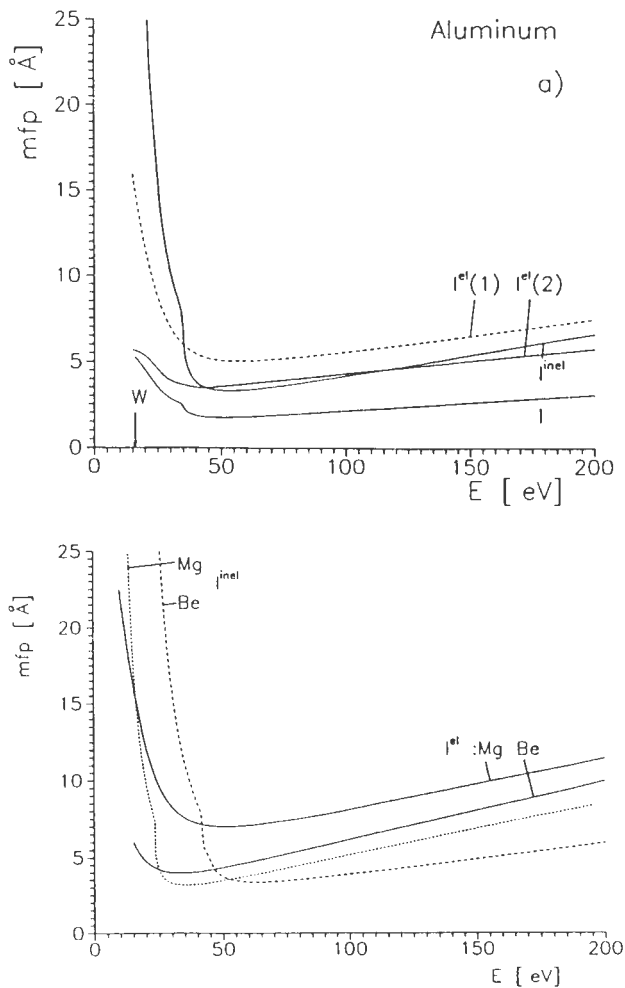 25
20
15
10
5
0
mfp [ Å ]
Aluminum
a)
l^el(1) l^el(2)
l^inel
l
W
0 50 100 150 200
E [ eV]
25
20
15
10
5
0
mfp [ Å ]
Mg
l^inel
Be
l^el :Mg Be
0 50 100 150 200
E [ eV]